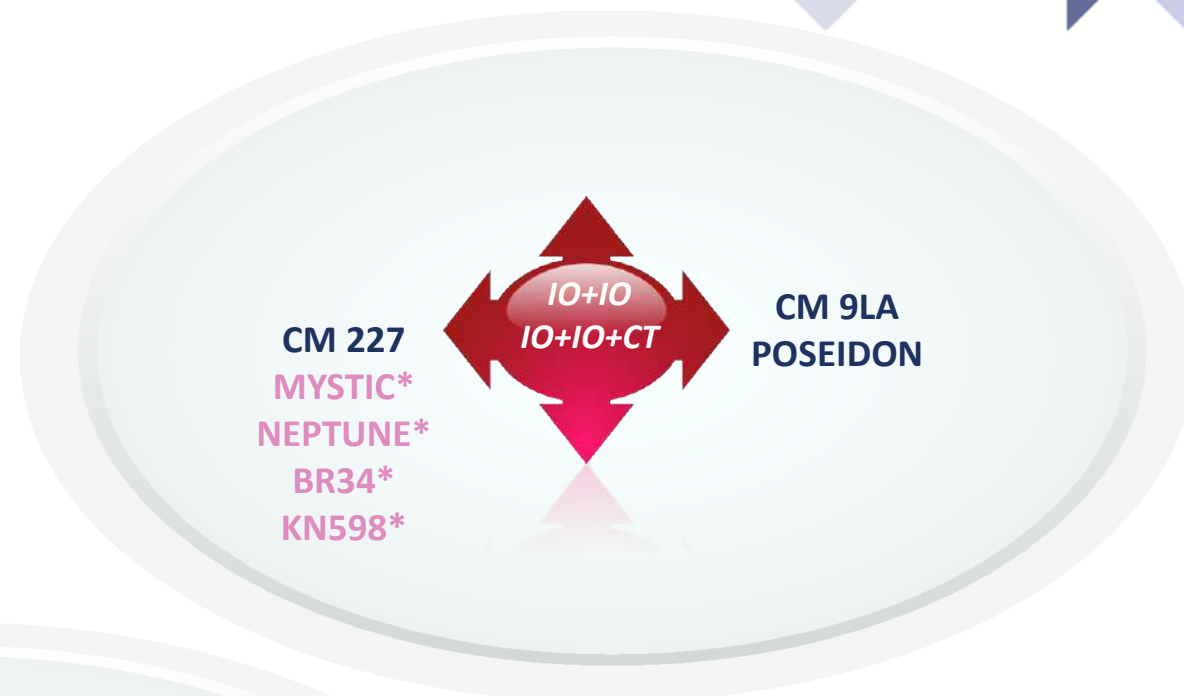 CM 227
MYSTIC*
NEPTUNE*
BR34*
KN598*
IO+IO
IO+IO+CT
CM 9LA
POSEIDON